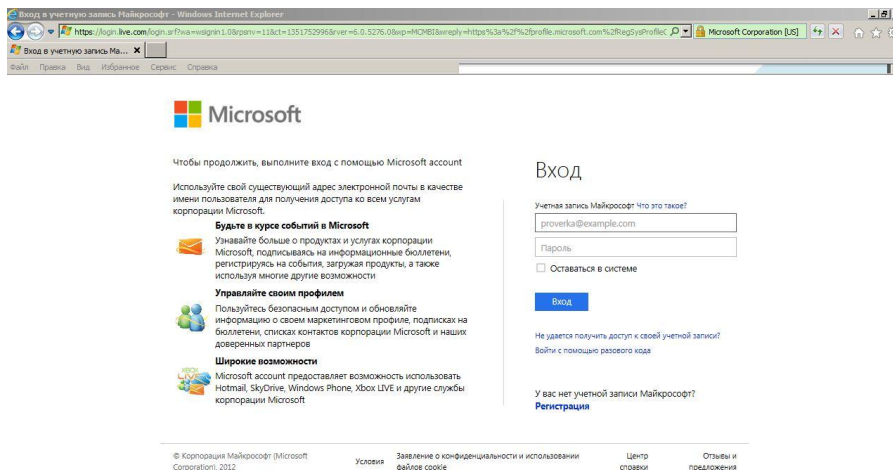 Вход в учетную запись Майкрософт - Windows Internet Explorer
https://login.live.com/login.srf?wa=wsignin1.0&rpsnv=11&ct=1351752996&rver=6.0.5276.0&wp=MCMBI&wreply=https%3a%2f%2fprofile.microsoft.com%2fRegSysProfileC
Microsoft Corporation [US]
Вход в учетную запись Ма...
Файл Правка Вид Избранное Сервис Справка
Microsoft
Чтобы продолжить, выполните вход с помощью Microsoft account
Используйте свой существующий адрес электронной почты в качестве
имени пользователя для получения доступа ко всем услугам
корпорации Microsoft.
Будьте в курсе событий в Microsoft
Узнавайте больше о продуктах и услугах корпорации
Microsoft, подписываясь на информационные бюллетени,
регистрируясь на события, загружая продукты, а также
используя многие другие возможности
Управляйте своим профилем
Пользуйтесь безопасным доступом и обновляйте
информацию о своем маркетинговом профиле, подписках на
бюллетени, списках контактов корпорации Microsoft и наших
доверенных партнеров
XBOX
LIVE
Широкие возможности
Microsoft account предоставляет возможность использовать
Hotmail, SkyDrive, Windows Phone, Xbox LIVE и другие службы
корпорации Microsoft
Вход
Учетная запись Майкрософт Что это такое?
proverka@example.com
Пароль
Оставаться в системе
Вход
Не удается получить доступ к своей учетной записи?
Войти с помощью разового кода
У вас нет учетной записи Майкрософт?
Регистрация
© Корпорация Майкрософт (Microsoft
Corporation), 2012
Условия
Заявление о конфиденциальности и использовании
файлов cookie
Центр
справки
Отзывы и
предложения